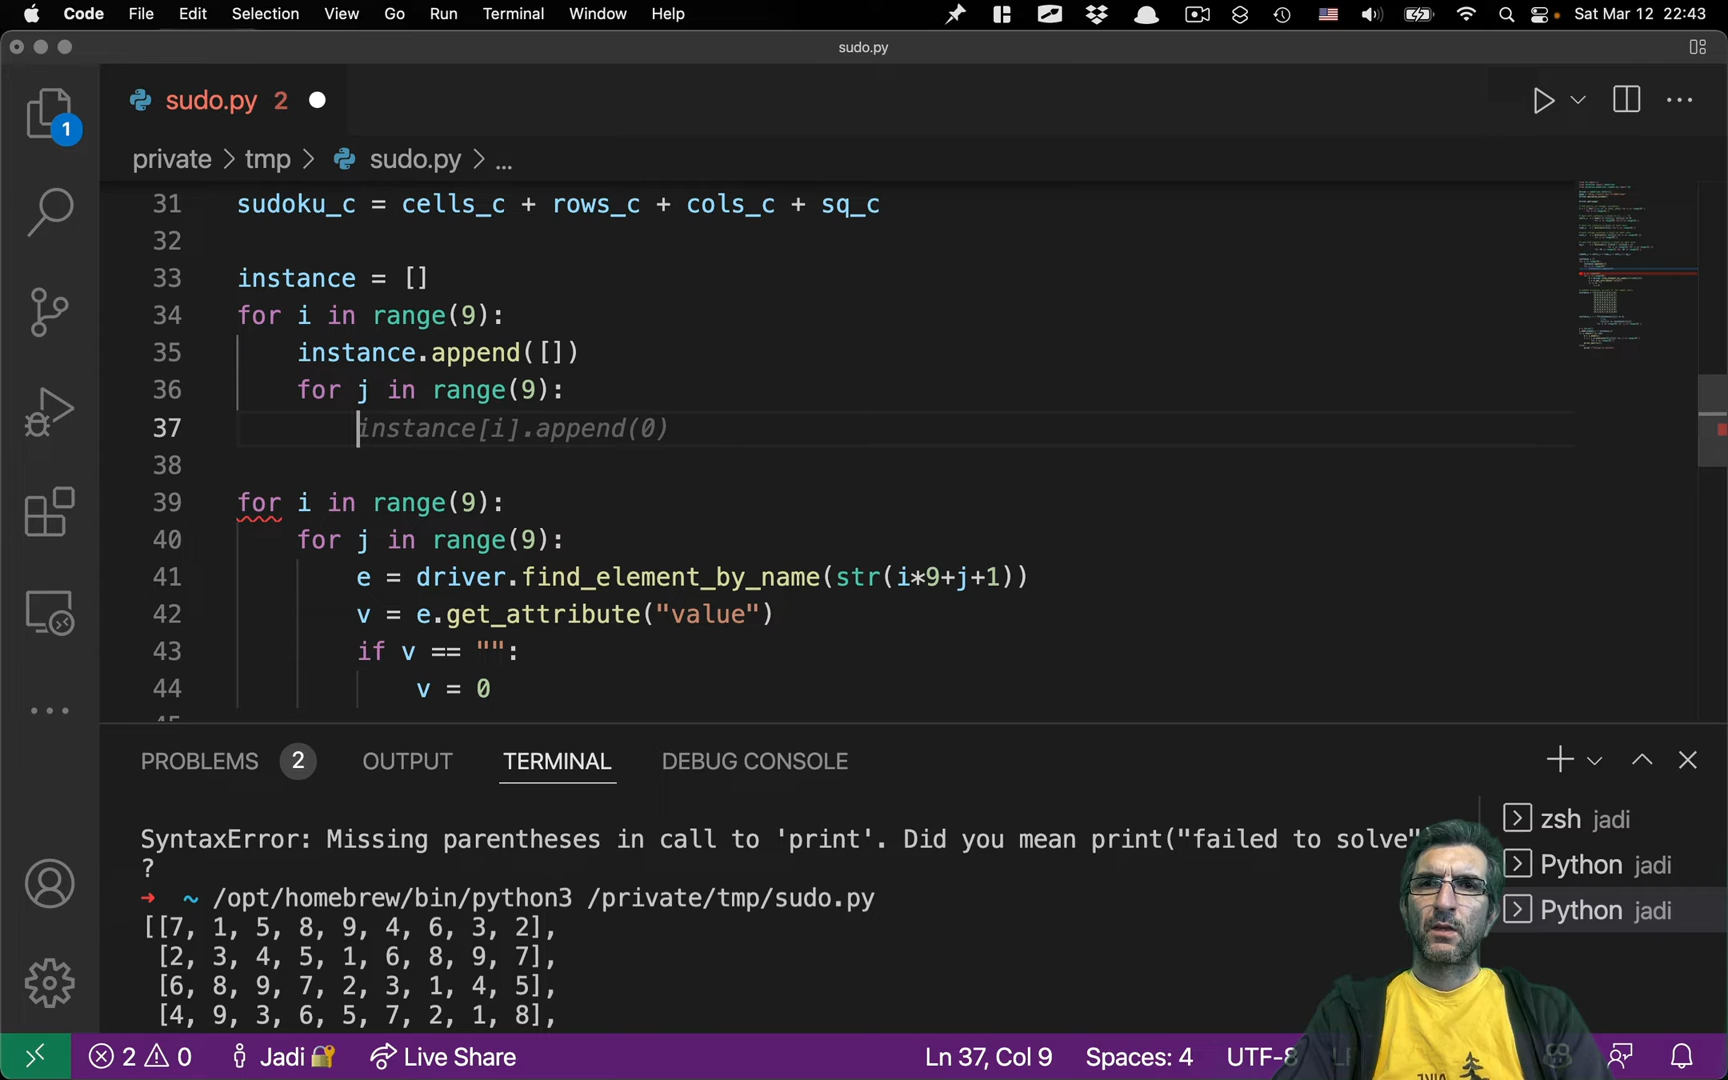 Code File Edit Selection View Go Run Terminal Window Help Sat Mar 12 22:43
sudo.py
sudo.py 2
1
private > tmp > sudo.py > ...
31 sudoku_c = cells_c + rows_c + cols_c + sq_c
32
33 instance = []
34 for i in range(9):
35 instance.append([])
36 for j in range(9):
37 instance[i].append(0)
38
39 for i in range(9):
40 for j in range(9):
41 e = driver.find_element_by_name(str(i*9+j+1))
42 v = e.get_attribute("value")
43 if v == "":
44 v = 0
PROBLEMS 2 OUTPUT TERMINAL DEBUG CONSOLE
zsh jadi
Python jadi
Python jadi
SyntaxError: Missing parentheses in call to 'print'. Did you mean print("failed to solve")
?
➜ ~ /opt/homebrew/bin/python3 /private/tmp/sudo.py
[[7, 1, 5, 8, 9, 4, 6, 3, 2],
[2, 3, 4, 5, 1, 6, 8, 9, 7],
[6, 8, 9, 7, 2, 3, 1, 4, 5],
[4, 9, 3, 6, 5, 7, 2, 1, 8],
2 0 Jadi Live Share Ln 37, Col 9 Spaces: 4 UTF-8